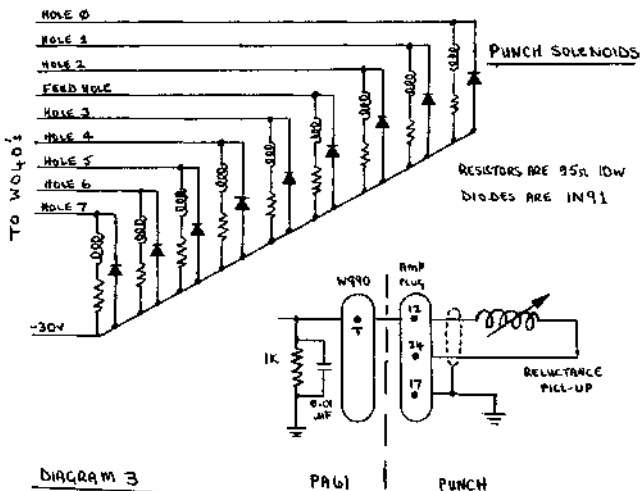 HOLE 0
HOLE 1
HOLE 2
FEED HOLE
HOLE 3
HOLE 4
HOLE 5
HOLE 6
HOLE 7
TO W040's
-30V
PUNCH SOLENOIDS
RESISTORS ARE 95Ω 10W
DIODES ARE 1N91
W990
AMP
PLUG
T
12
24
17
1K
0.01
MF
RELUCTANCE
PICK-UP
DIAGRAM 3
PA61
PUNCH